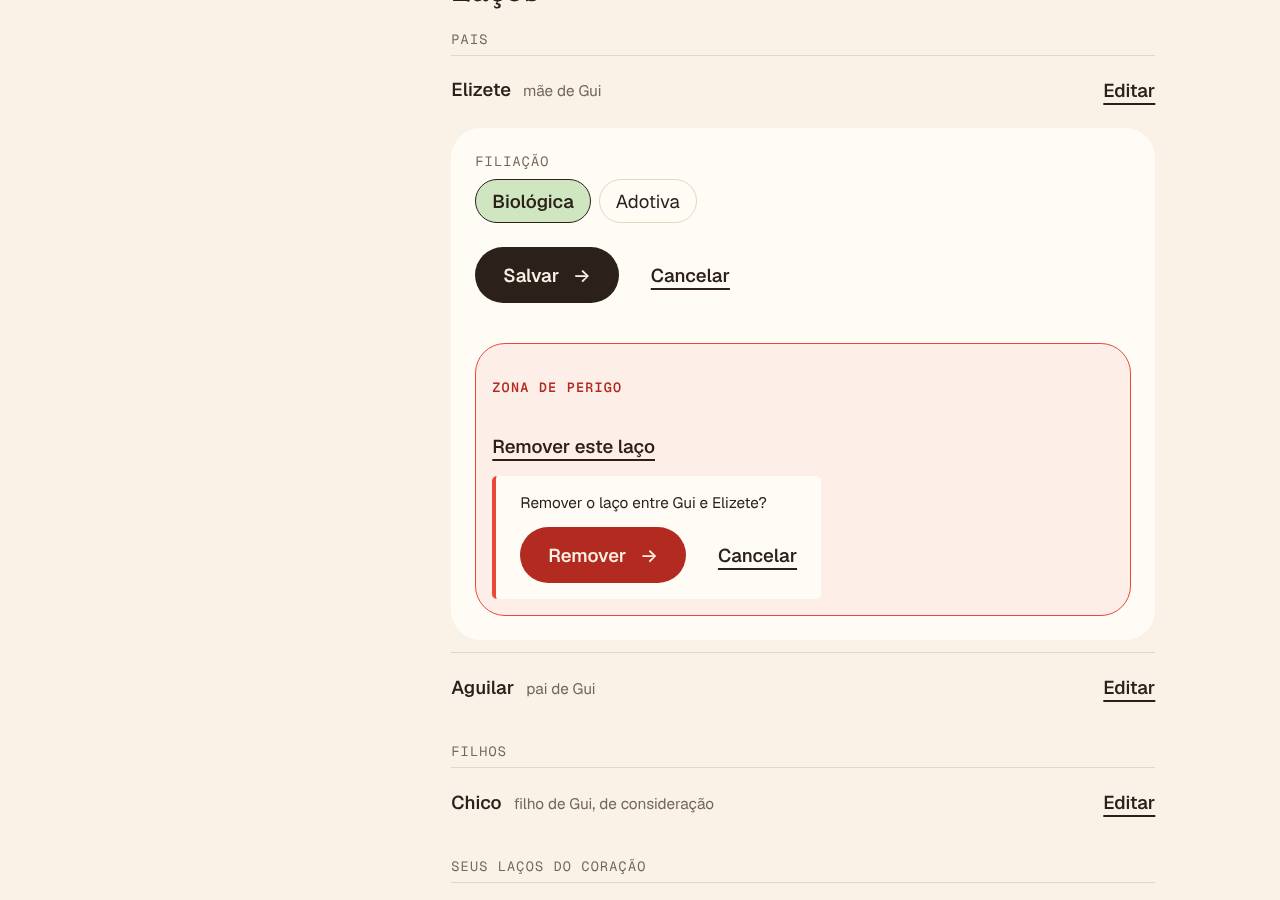 Laços
PAIS
Elizete mãe de Gui Editar
FILIAÇÃO
Biológica Adotiva
Salvar → Cancelar
ZONA DE PERIGO
Remover este laço
Remover o laço entre Gui e Elizete?
Remover → Cancelar
Aguilar pai de Gui Editar
FILHOS
Chico filho de Gui, de consideração Editar
SEUS LAÇOS DO CORAÇÃO